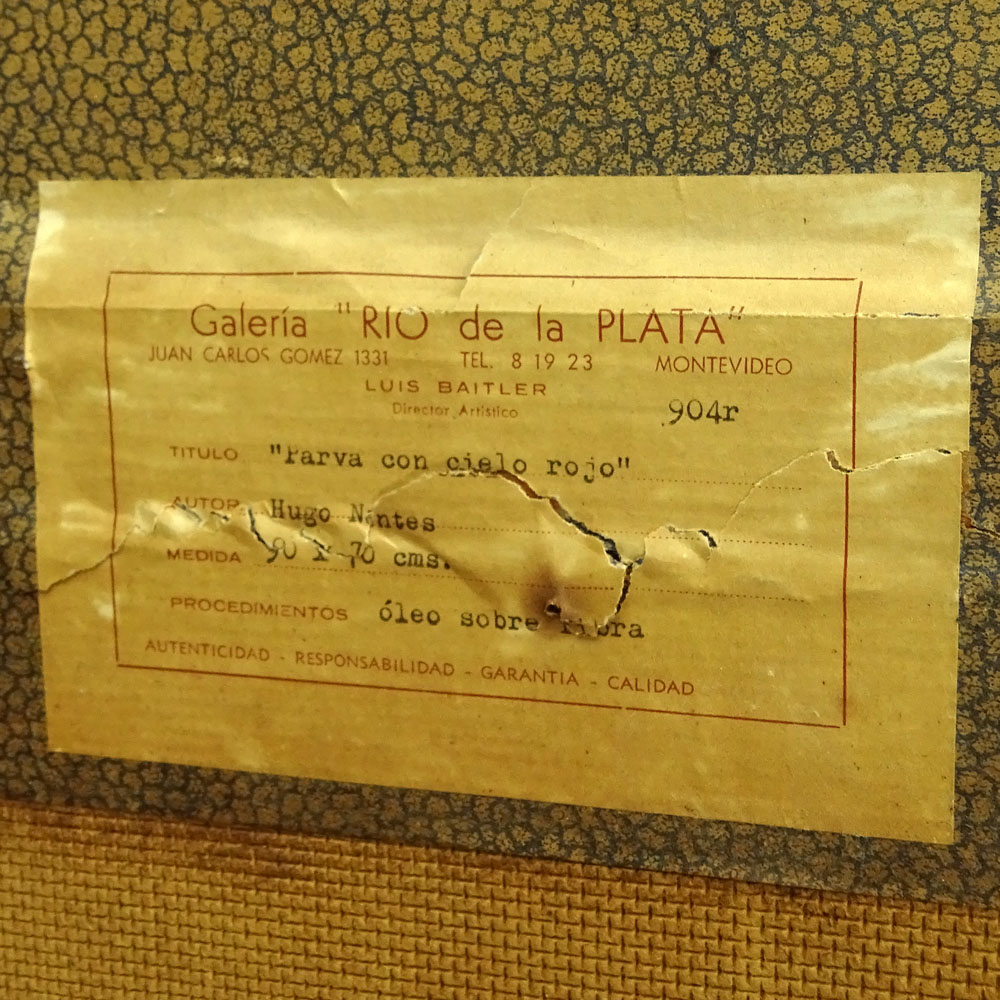 Galería "RIO de la PLATA"
JUAN CARLOS GOMEZ 1331 TEL. 8 19 23 MONTEVIDEO
LUIS BAITLER
Director Artístico
904r
TITULO "Parva con cielo rojo"
AUTOR Hugo Nantes
MEDIDA 90 x 70 cms.
PROCEDIMIENTOS óleo sobre fibra
AUTENTICIDAD - RESPONSABILIDAD - GARANTIA - CALIDAD